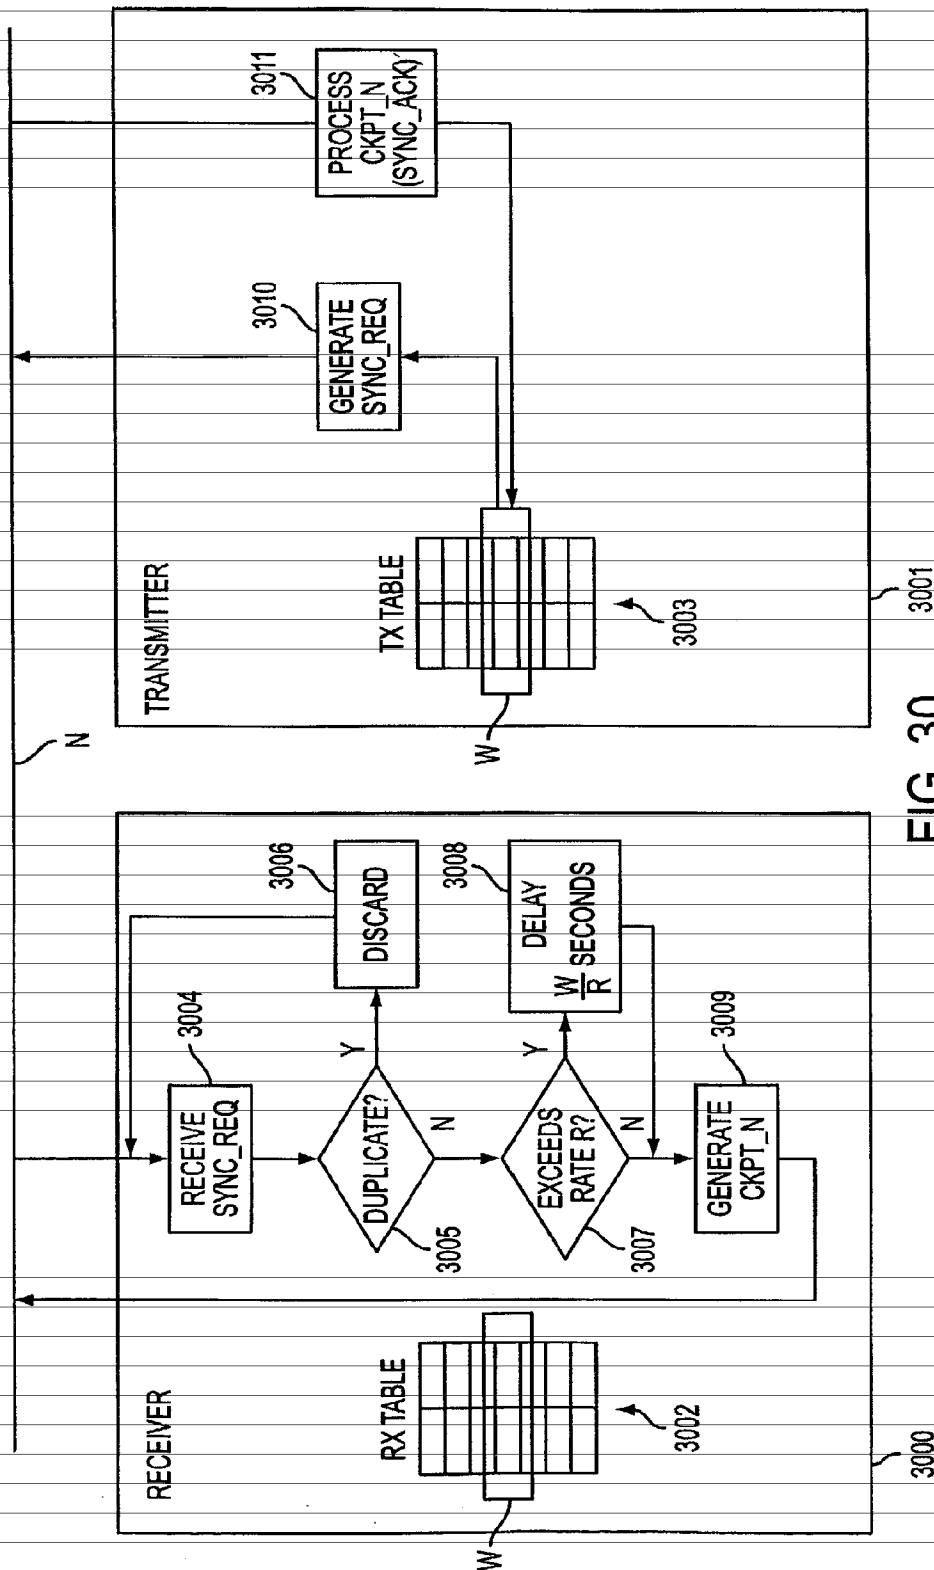 N
RECEIVER
RX TABLE
W
3002
RECEIVE
SYNC_REQ
3004
DUPLICATE?
3005
Y
N
DISCARD
3006
EXCEEDS
RATE R?
3007
Y
N
DELAY
W
R
SECONDS
3008
GENERATE
CKPT_N
3009
3000
TRANSMITTER
TX TABLE
W
3003
GENERATE
SYNC_REQ
3010
PROCESS
CKPT_N
(SYNC_ACK)
3011
3001
FIG. 30